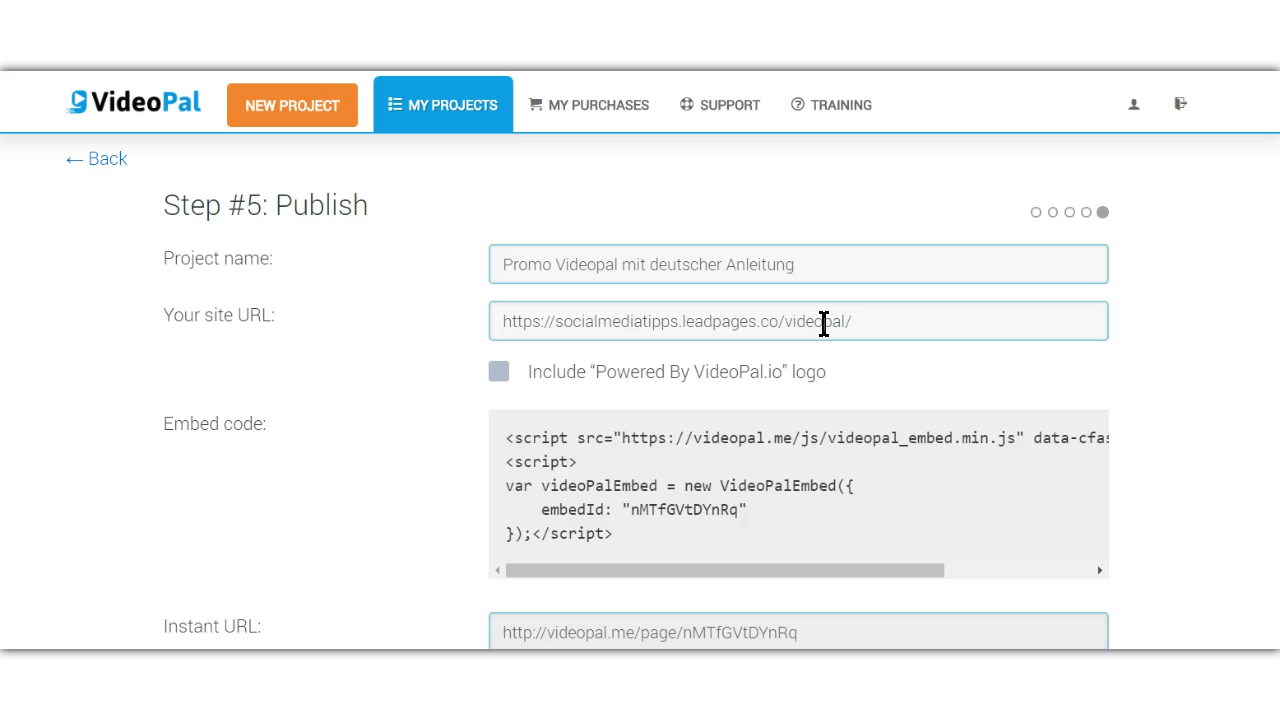 VideoPal
NEW PROJECT
MY PROJECTS
MY PURCHASES
SUPPORT
TRAINING
← Back
Step #5: Publish
Project name:
Promo Videopal mit deutscher Anleitung
Your site URL:
https://socialmediatipps.leadpages.co/videopal/
Include “Powered By VideoPal.io” logo
Embed code:
<script src="https://videopal.me/js/videopal_embed.min.js" data-cfas
<script>
var videoPalEmbed = new VideoPalEmbed({
embedId: "nMTfGVtDYnRq"
});</script>
Instant URL:
http://videopal.me/page/nMTfGVtDYnRq